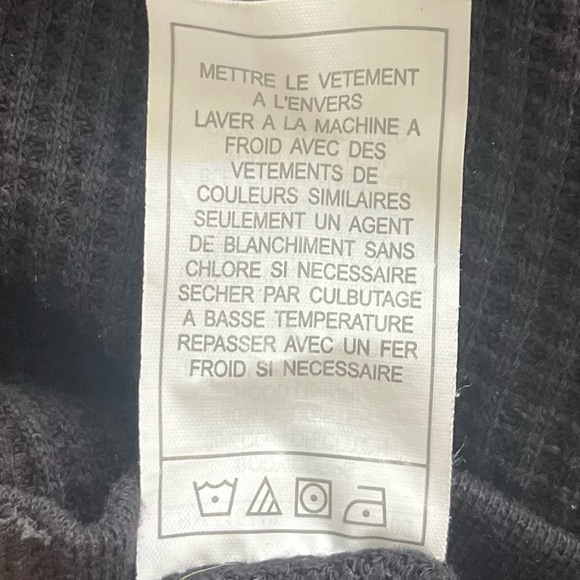 METTRE LE VETEMENT
A L'ENVERS
LAVER A LA MACHINE A
FROID AVEC DES
VETEMENTS DE
COULEURS SIMILAIRES
SEULEMENT UN AGENT
DE BLANCHIMENT SANS
CHLORE SI NECESSAIRE
SECHER PAR CULBUTAGE
A BASSE TEMPERATURE
REPASSER AVEC UN FER
FROID SI NECESSAIRE